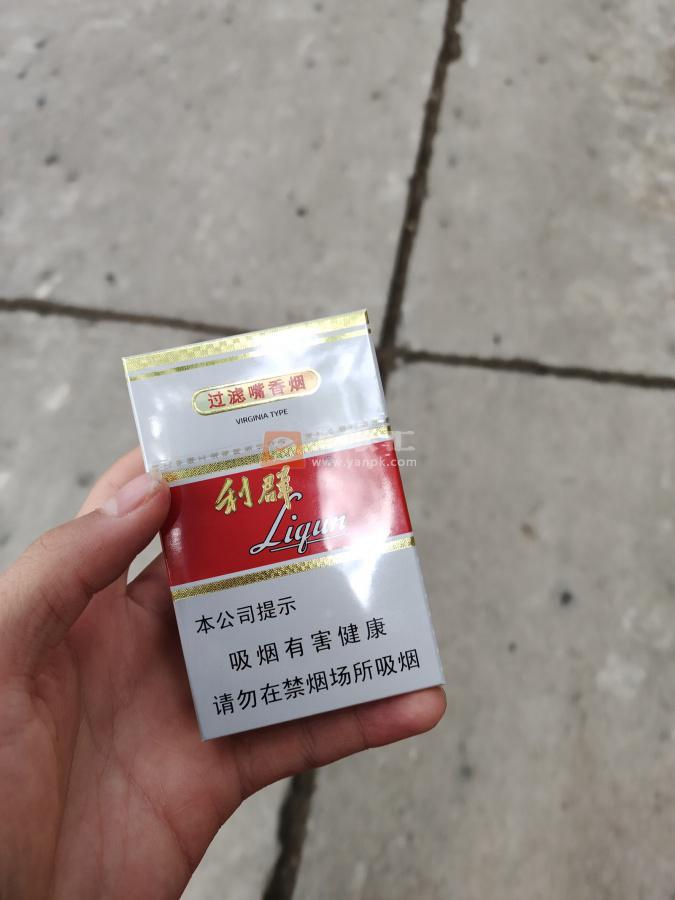 过滤嘴香烟
VIRGINIA TYPE
www.yanpk.com
利群
Liqun
本公司提示
吸烟有害健康
请勿在禁烟场所吸烟